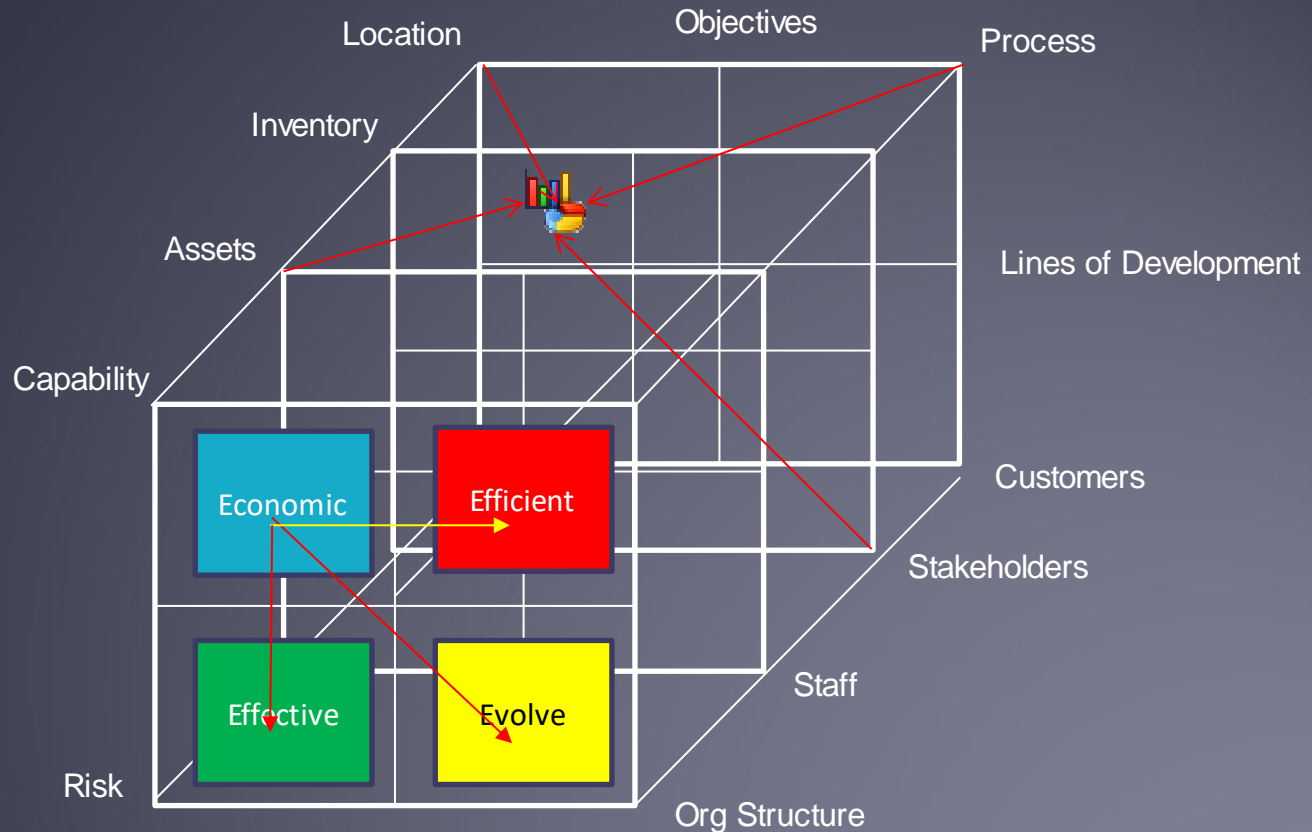 Objectives
Location
Process
Inventory
Assets
Lines of Development
Capability
Customers
Economic
Efficient
Stakeholders
Staff
Effective
Evolve
Risk
Org Structure